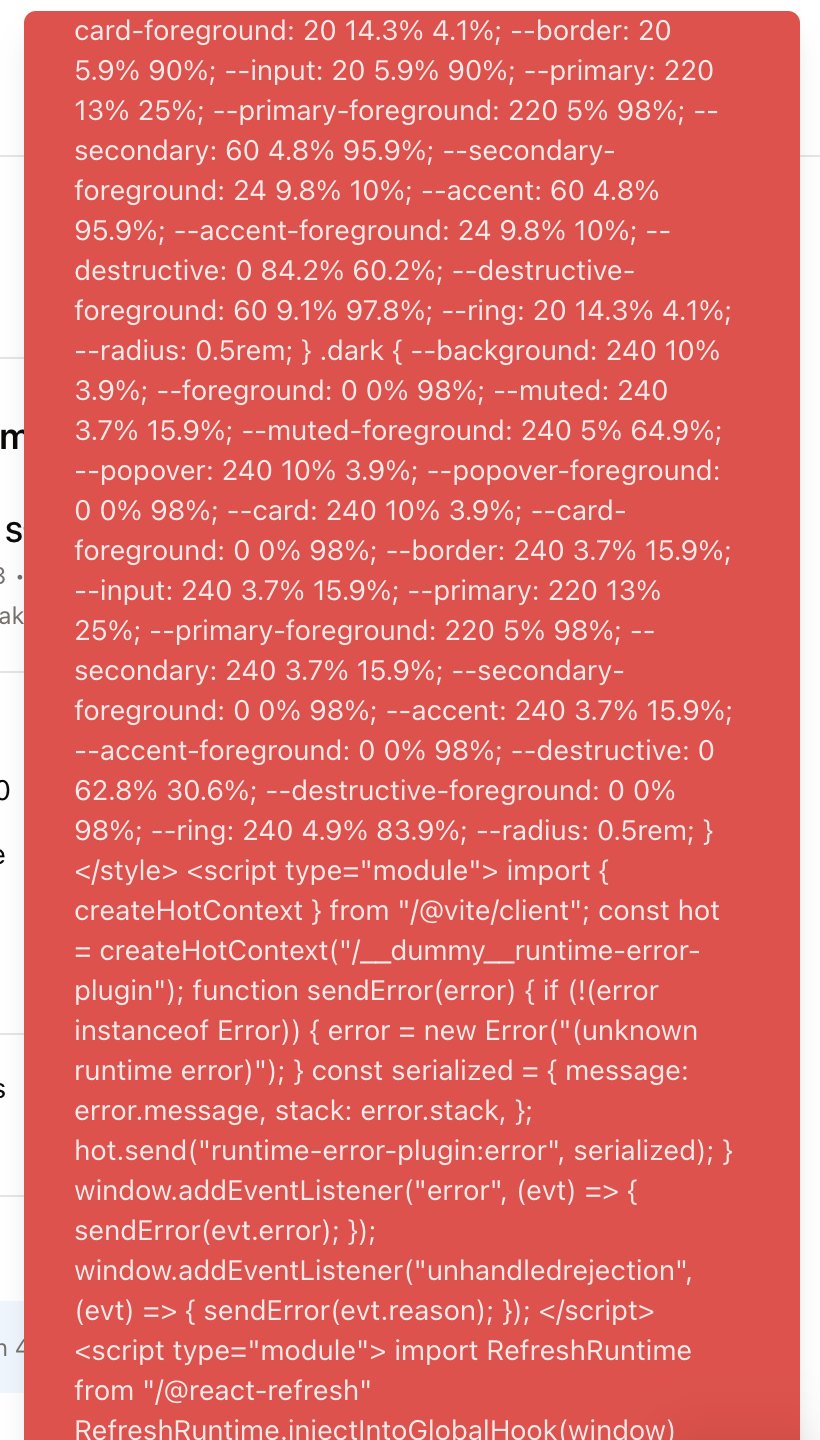 card-foreground: 20 14.3% 4.1%; --border: 20
5.9% 90%; --input: 20 5.9% 90%; --primary: 220
13% 25%; --primary-foreground: 220 5% 98%; --
secondary: 60 4.8% 95.9%; --secondary-
foreground: 24 9.8% 10%; --accent: 60 4.8%
95.9%; --accent-foreground: 24 9.8% 10%; --
destructive: 0 84.2% 60.2%; --destructive-
foreground: 60 9.1% 97.8%; --ring: 20 14.3% 4.1%;
--radius: 0.5rem; } .dark { --background: 240 10%
3.9%; --foreground: 0 0% 98%; --muted: 240
m
3.7% 15.9%; --muted-foreground: 240 5% 64.9%;
--popover: 240 10% 3.9%; --popover-foreground:
0 0% 98%; --card: 240 10% 3.9%; --card-
s
foreground: 0 0% 98%; --border: 240 3.7% 15.9%;
3 •
--input: 240 3.7% 15.9%; --primary: 220 13%
ak
25%; --primary-foreground: 220 5% 98%; --
secondary: 240 3.7% 15.9%; --secondary-
foreground: 0 0% 98%; --accent: 240 3.7% 15.9%;
--accent-foreground: 0 0% 98%; --destructive: 0
0
62.8% 30.6%; --destructive-foreground: 0 0%
98%; --ring: 240 4.9% 83.9%; --radius: 0.5rem; }
e
</style> <script type="module"> import {
createHotContext } from "/@vite/client"; const hot
= createHotContext("/__dummy__runtime-error-
plugin"); function sendError(error) { if (!(error
instanceof Error)) { error = new Error("(unknown
runtime error)"); } const serialized = { message:
s
error.message, stack: error.stack, };
hot.send("runtime-error-plugin:error", serialized); }
window.addEventListener("error", (evt) => {
sendError(evt.error); });
window.addEventListener("unhandledrejection",
(evt) => { sendError(evt.reason); }); </script>
n 4
<script type="module"> import RefreshRuntime
from "/@react-refresh"
RefreshRuntime.injectIntoGlobalHook(window)